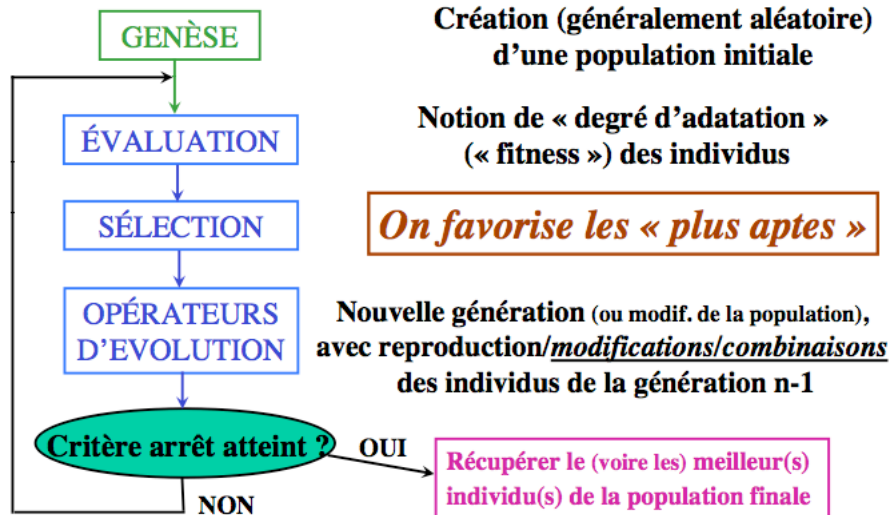 GENÈSE
Création (généralement aléatoire)
d'une population initiale
ÉVALUATION
Notion de « degré d'adatation »
(« fitness ») des individus
SÉLECTION
On favorise les « plus aptes »
OPÉRATEURS
D'EVOLUTION
Nouvelle génération (ou modif. de la population),
avec reproduction/modifications/combinaisons
des individus de la génération n-1
Critère arrêt atteint ?
OUI
NON
Récupérer le (voire les) meilleur(s)
individu(s) de la population finale